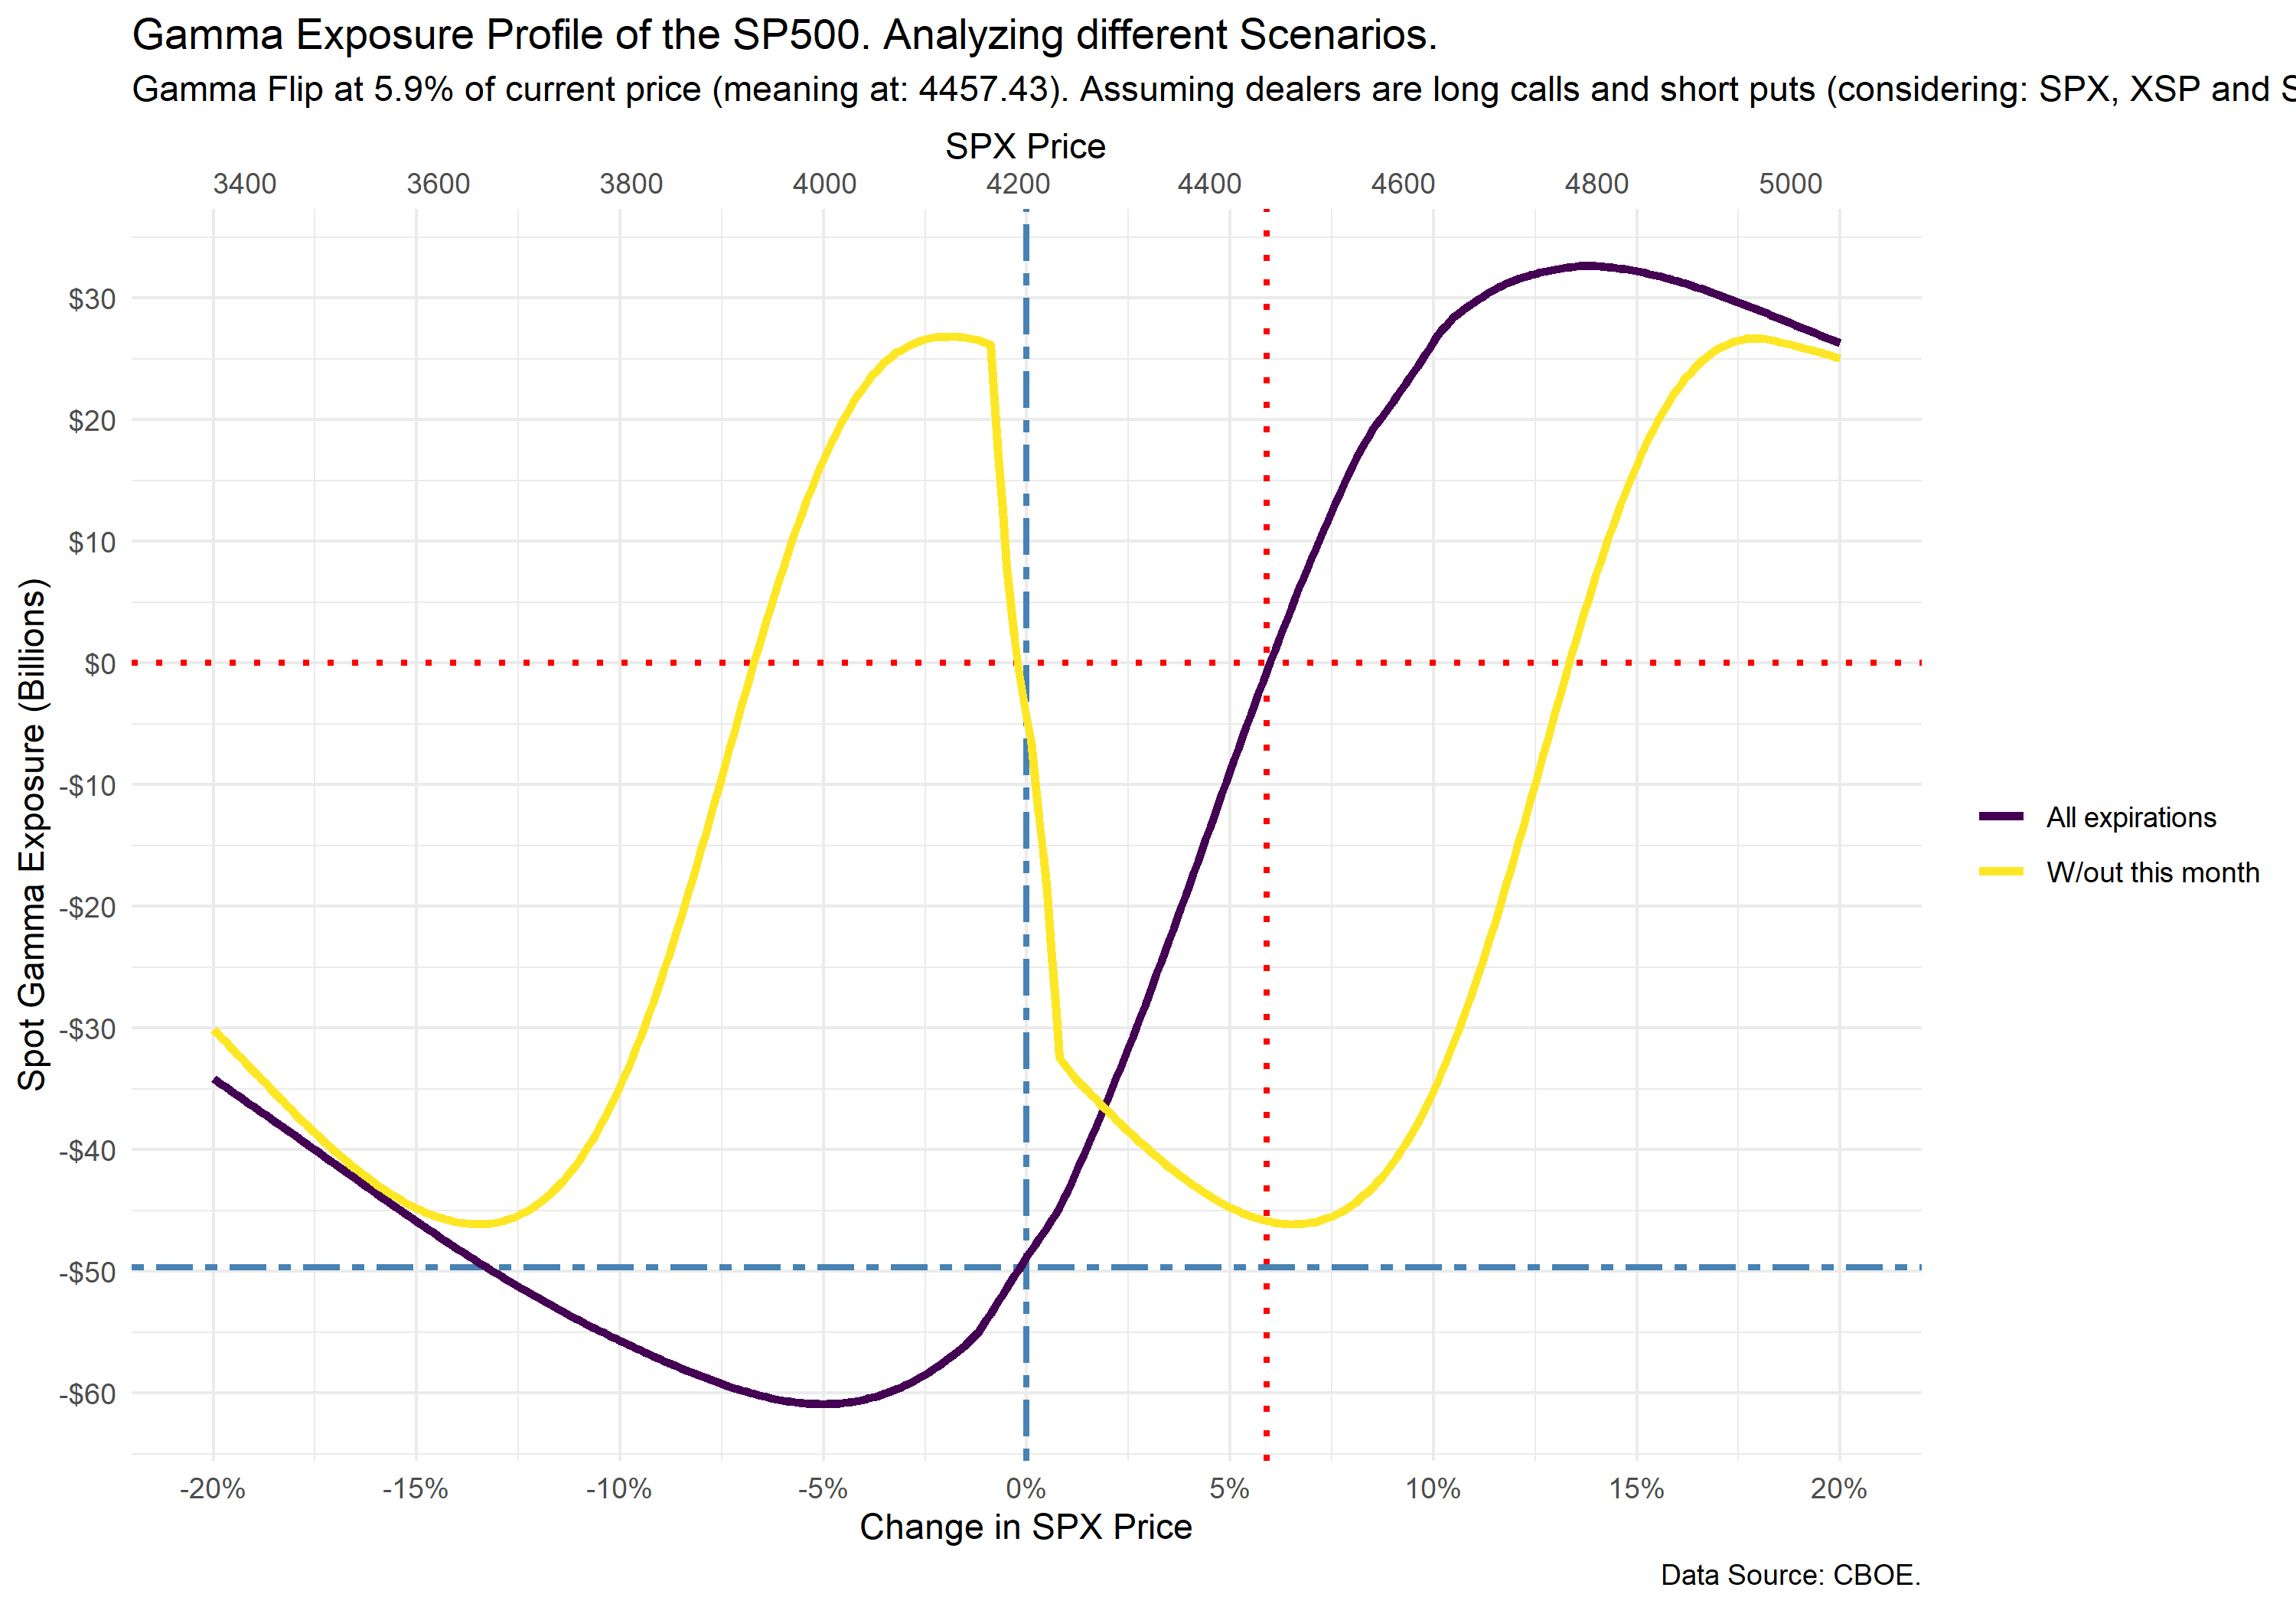 Gamma Exposure Profile of the SP500. Analyzing different Scenarios.
Gamma Flip at 5.9% of current price (meaning at: 4457.43). Assuming dealers are long calls and short puts (considering: SPX, XSP and S
SPX Price
3400 3600 3800 4000 4200 4400 4600 4800 5000
Spot Gamma Exposure (Billions)
$30
$20
$10
$0
-$10
-$20
-$30
-$40
-$50
-$60
All expirations
W/out this month
-20% -15% -10% -5% 0% 5% 10% 15% 20%
Change in SPX Price
Data Source: CBOE.